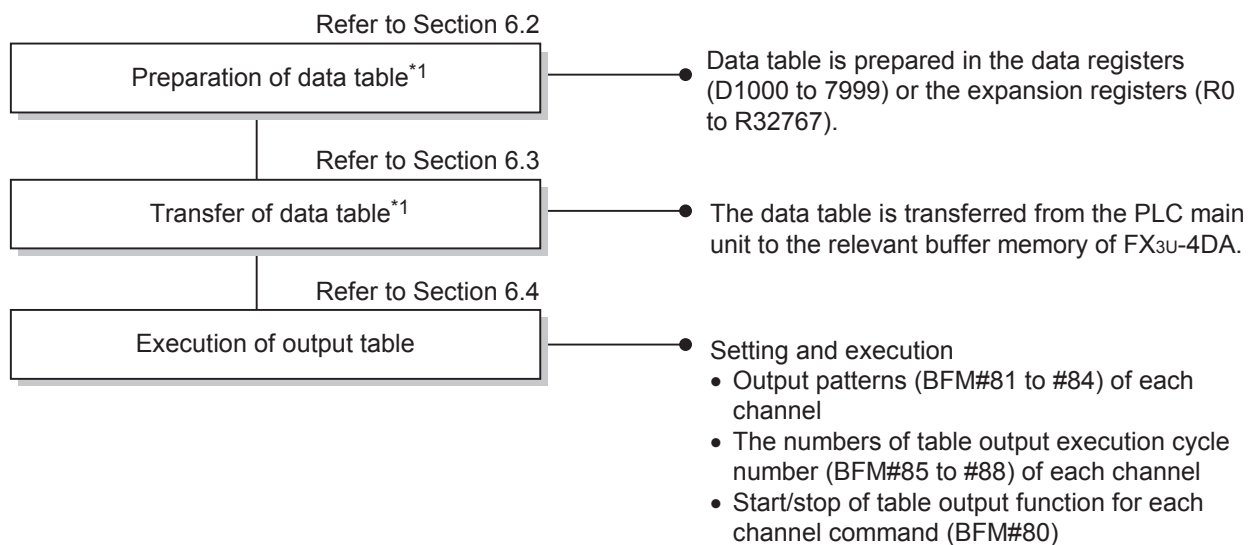 Refer to Section 6.2
Preparation of data table*1
Data table is prepared in the data registers
(D1000 to 7999) or the expansion registers (R0
to R32767).
Refer to Section 6.3
Transfer of data table*1
The data table is transferred from the PLC main
unit to the relevant buffer memory of FX3U-4DA.
Refer to Section 6.4
Execution of output table
Setting and execution
• Output patterns (BFM#81 to #84) of each
channel
• The numbers of table output execution cycle
number (BFM#85 to #88) of each channel
• Start/stop of table output function for each
channel command (BFM#80)